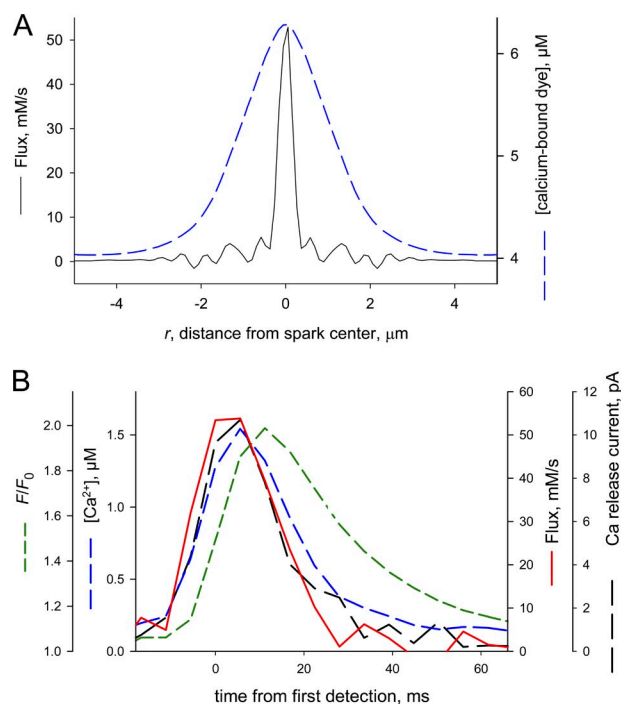 A
Flux, mM/s
50
40
30
20
10
0
6
5
4
[calcium-bound dye], µM
-4 -2 0 2 4
r, distance from spark center, µm
B
F/F0
2.0
1.8
1.6
1.4
1.2
1.0
[Ca2+], µM
1.5
1.0
0.5
0.0
60
50
40
30
20
10
0
Flux, mM/s
12
10
8
6
4
2
0
Ca release current, pA
0 20 40 60
time from first detection, ms